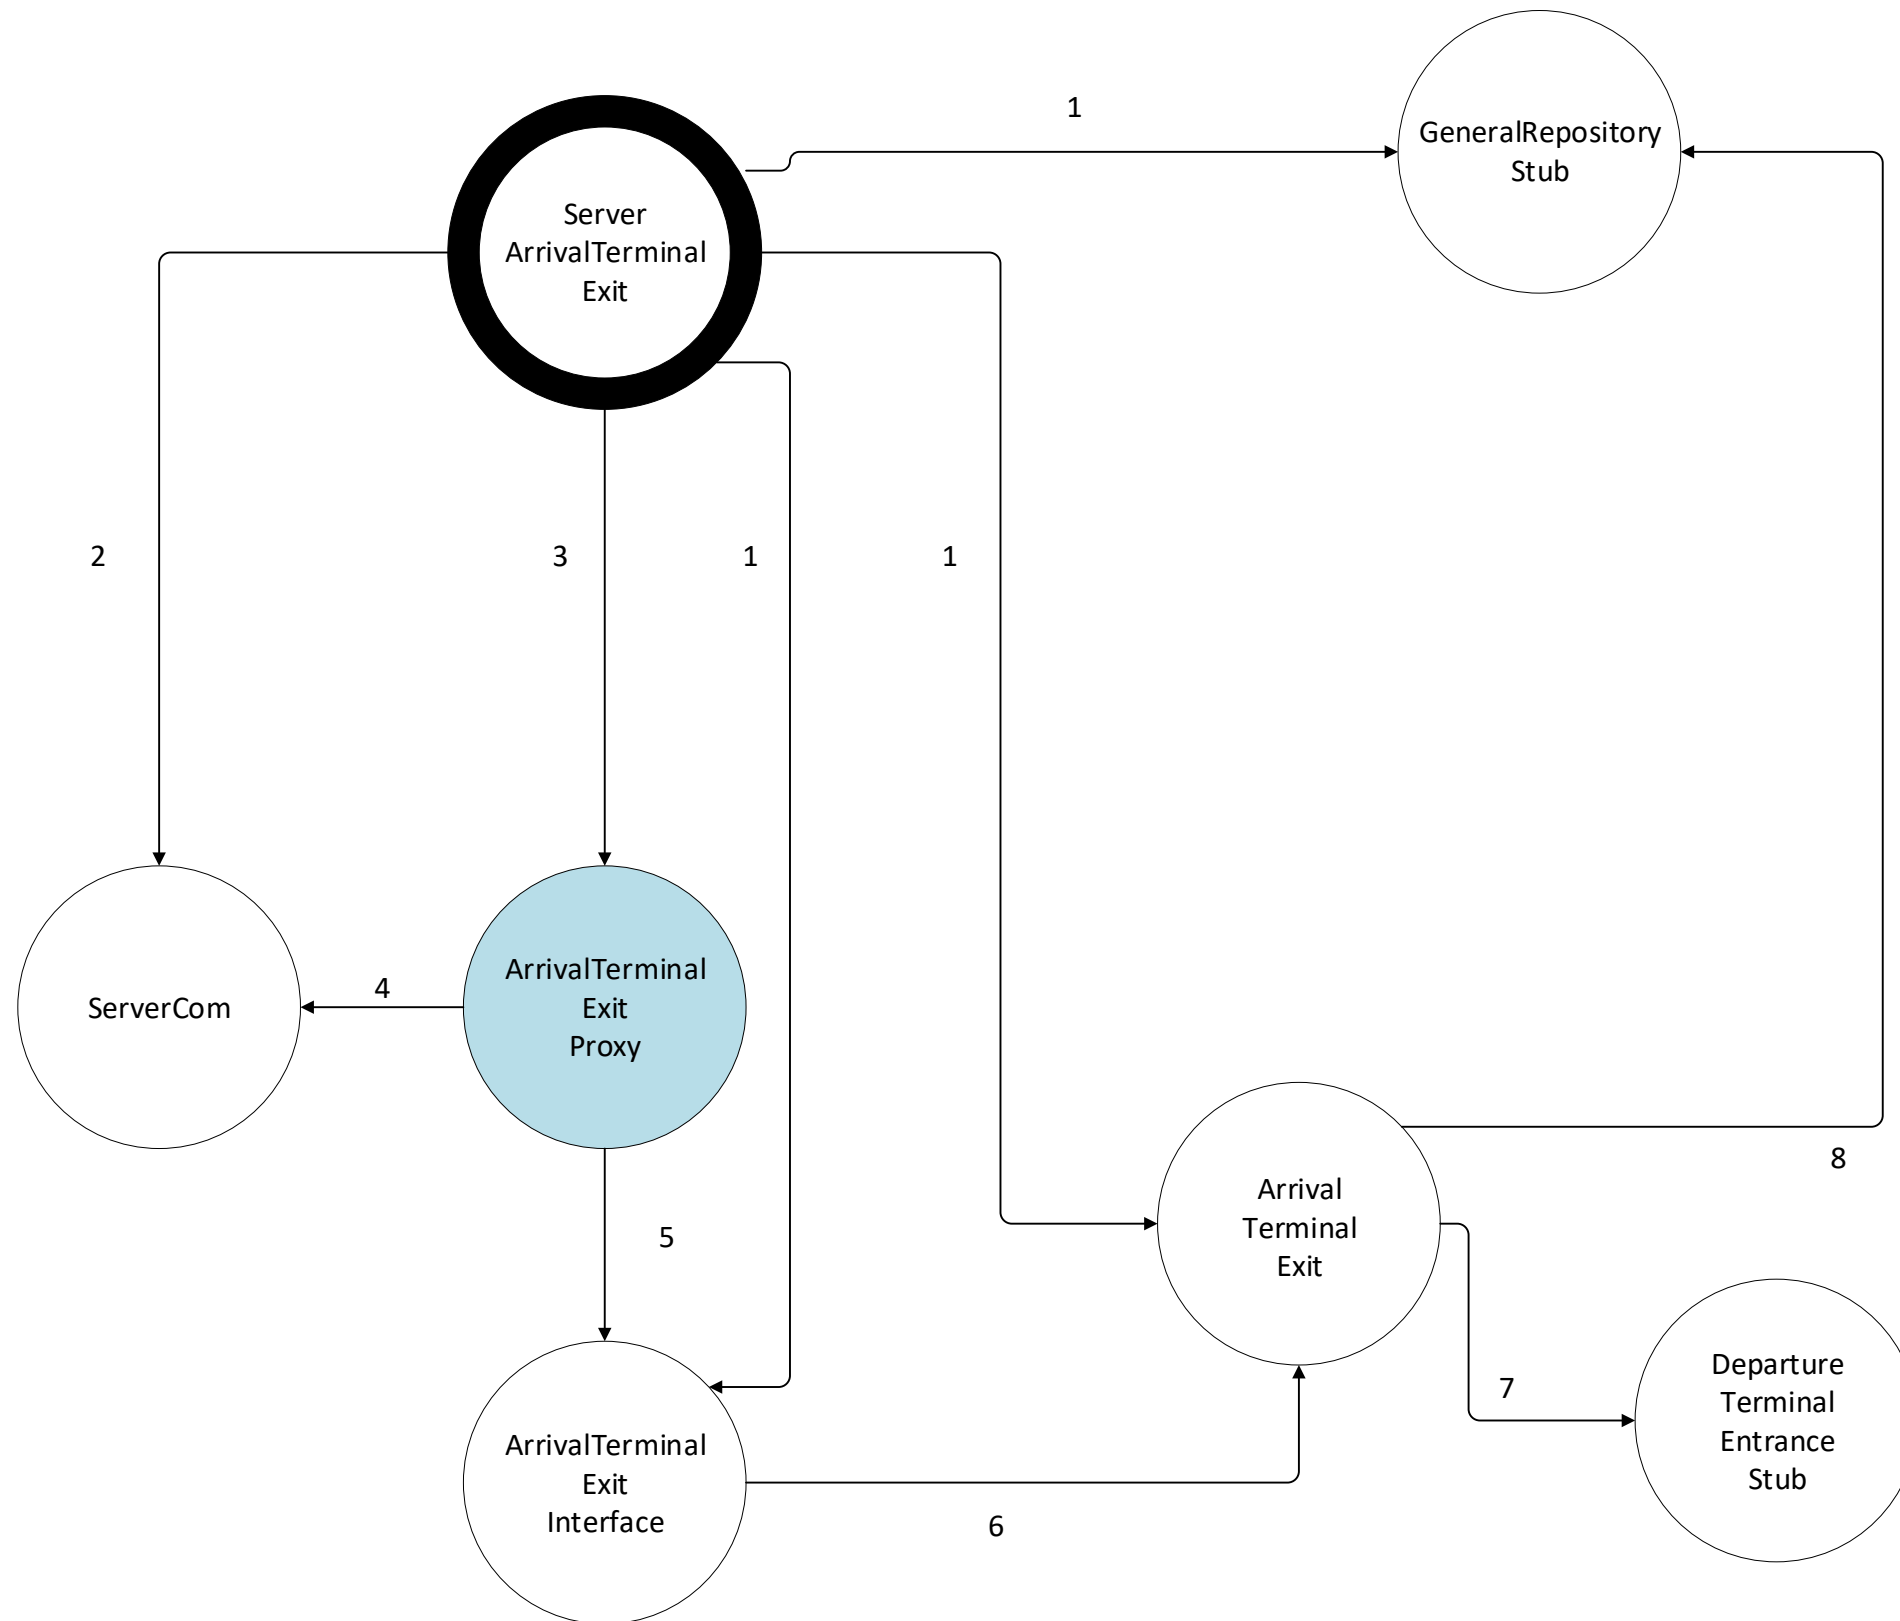 1
GeneralRepository
Stub
Server
ArrivalTerminal
Exit
2
3
1
1
ServerCom
4
ArrivalTerminal
Exit
Proxy
8
Arrival
Terminal
Exit
5
7
Departure
Terminal
Entrance
Stub
ArrivalTerminal
Exit
Interface
6